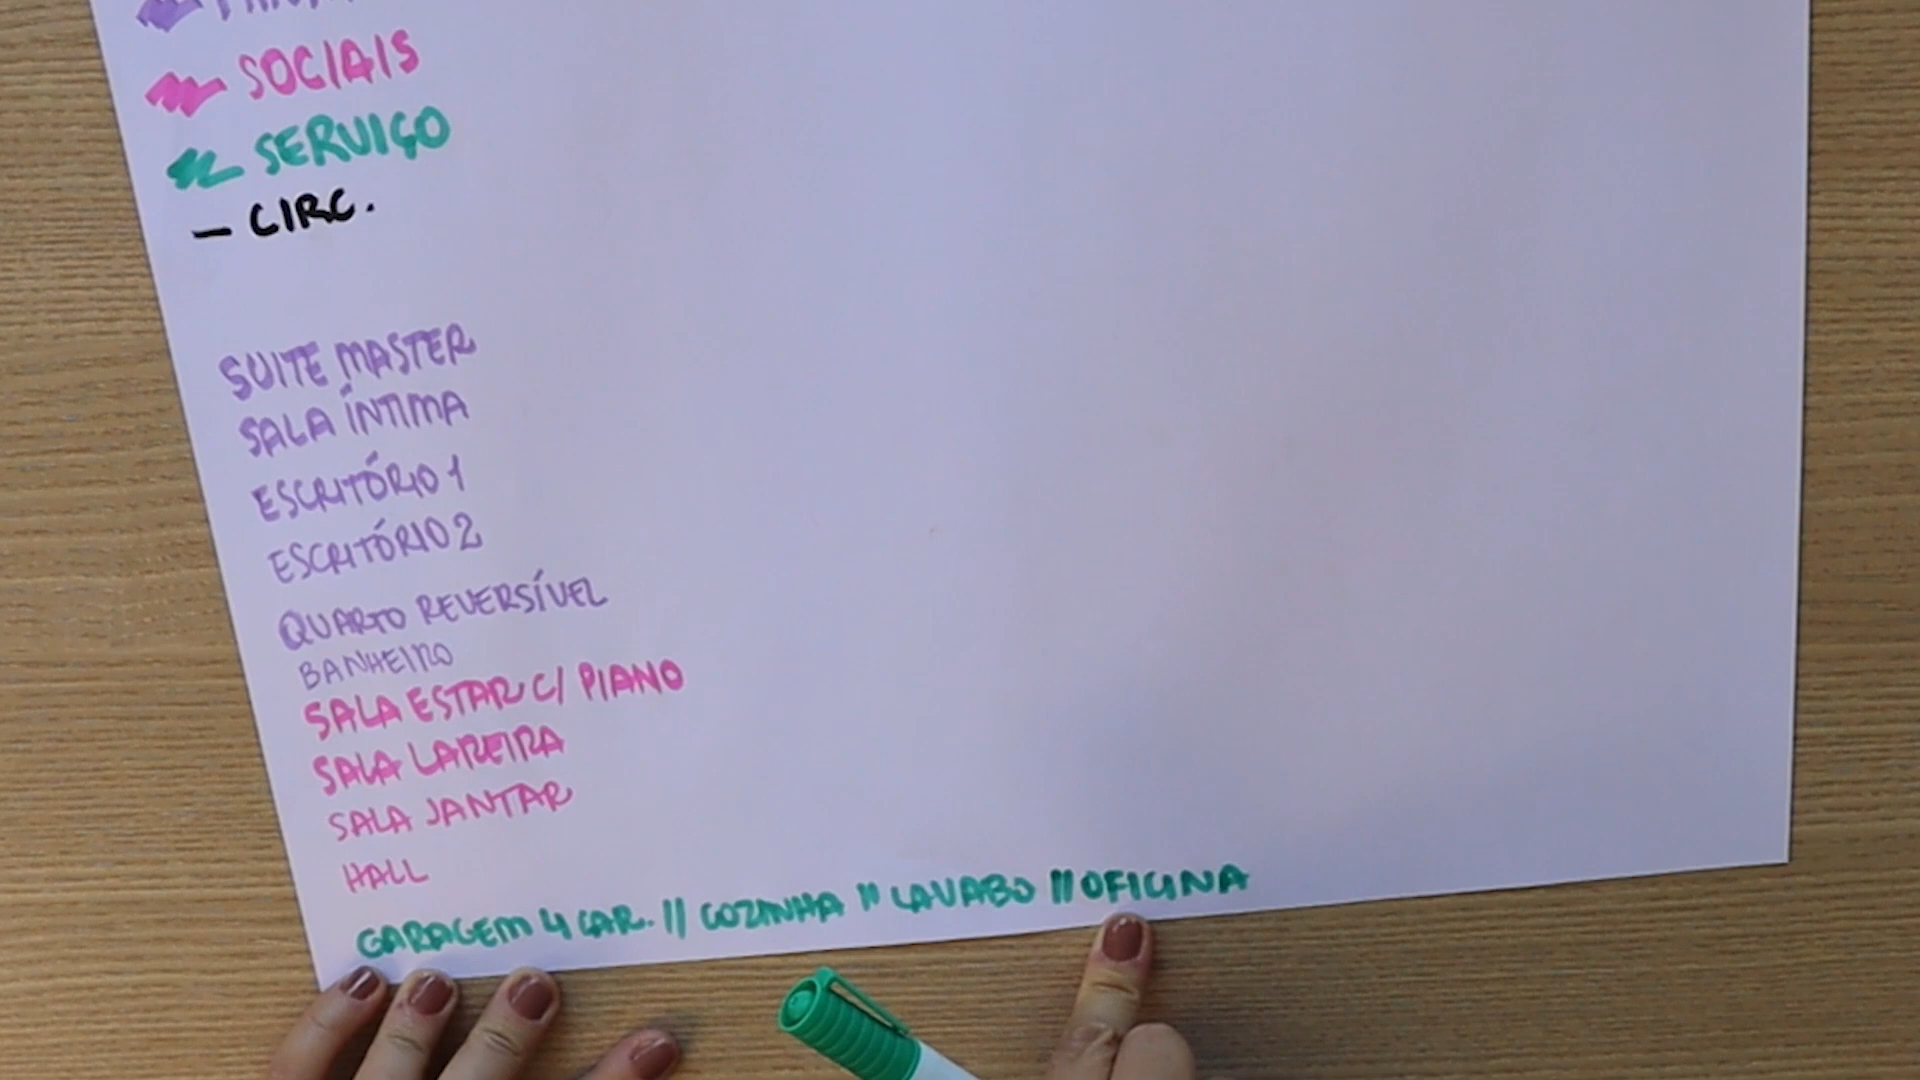 SOCIAIS
SERVIÇO
— CIRC.
SUITE MASTER
SALA ÍNTIMA
ESCRITÓRIO 1
ESCRITÓRIO 2
QUARTO REVERSÍVEL
BANHEIRO
SALA ESTAR C/ PIANO
SALA LAREIRA
SALA JANTAR
HALL
GARAGEM 4 CAR. // COZINHA // LAVABO // OFICINA